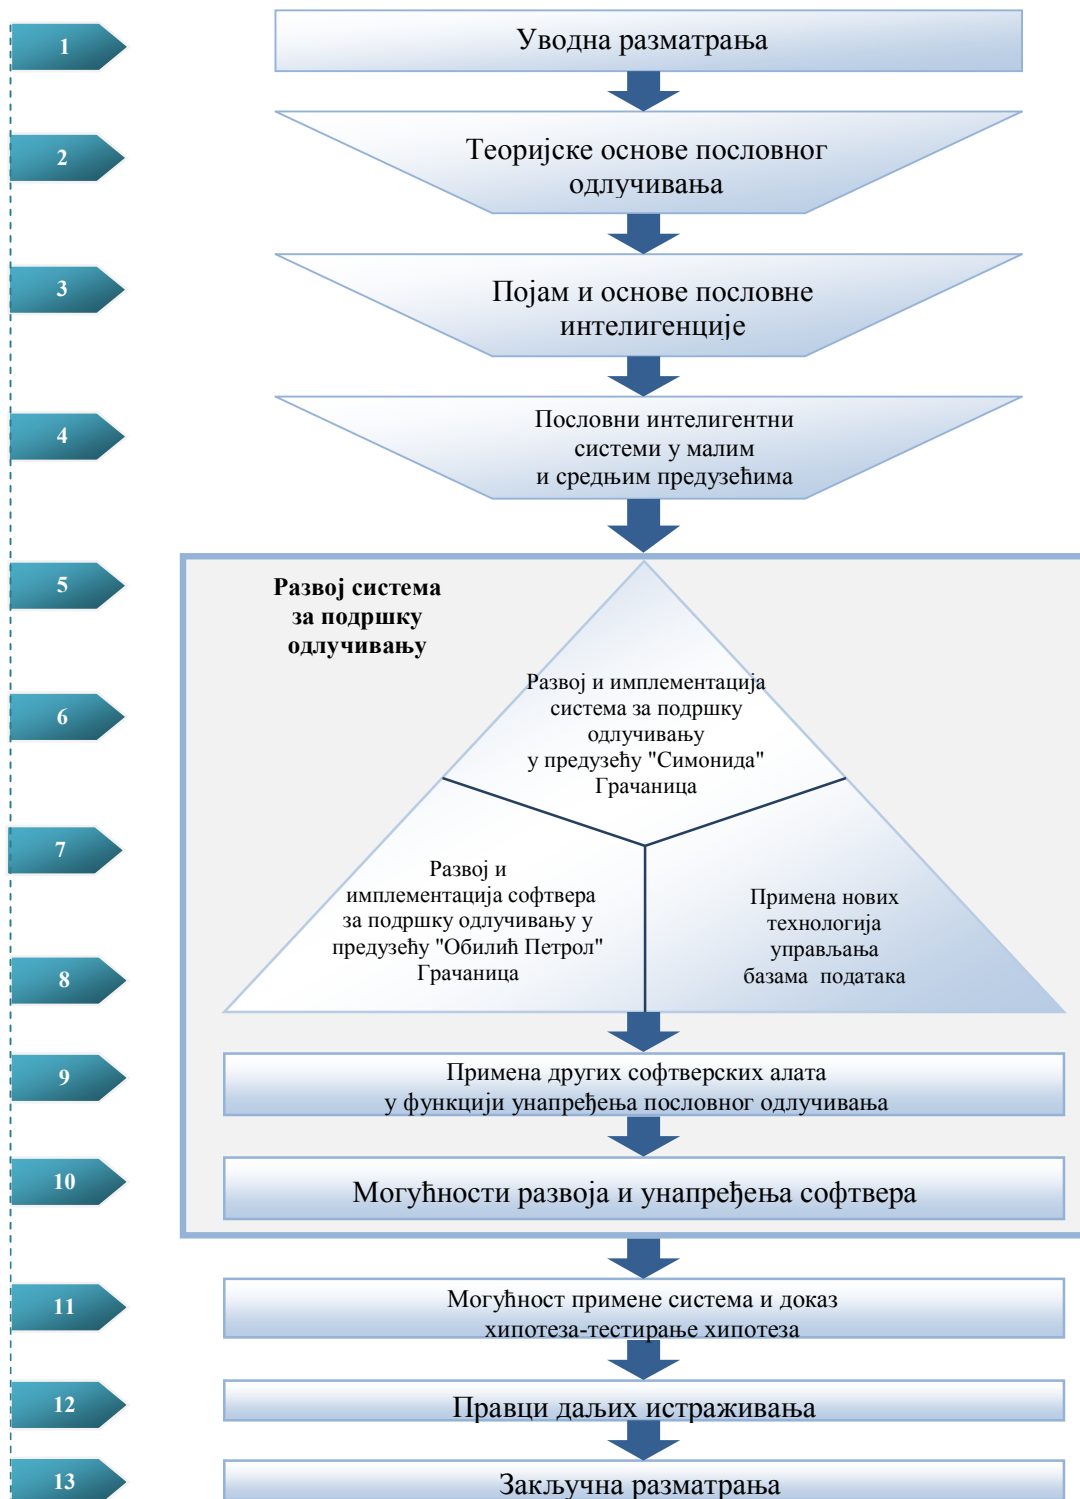 1
Уводна разматрања
2
Теоријске основе пословног
одлучивања
3
Појам и основе пословне
интелигенције
4
Пословни интелигентни
системи у малим
и средњим предузећима
5
Развој система
за подршку
одлучивању
6
Развој и имплементација
система за подршку
одлучивању
у предузећу "Симонида"
Грачаница
7
Развој и
имплементација софтвера
за подршку одлучивању у
предузећу "Обилић Петрол"
Грачаница
Примена нових
технологија
управљања
базама података
8
9
Примена других софтверских алата
у функцији унапређења пословног одлучивања
10
Могућности развоја и унапређења софтвера
11
Могућност примене система и доказ
хипотеза-тестирање хипотеза
12
Правци даљих истраживања
13
Закључна разматрања